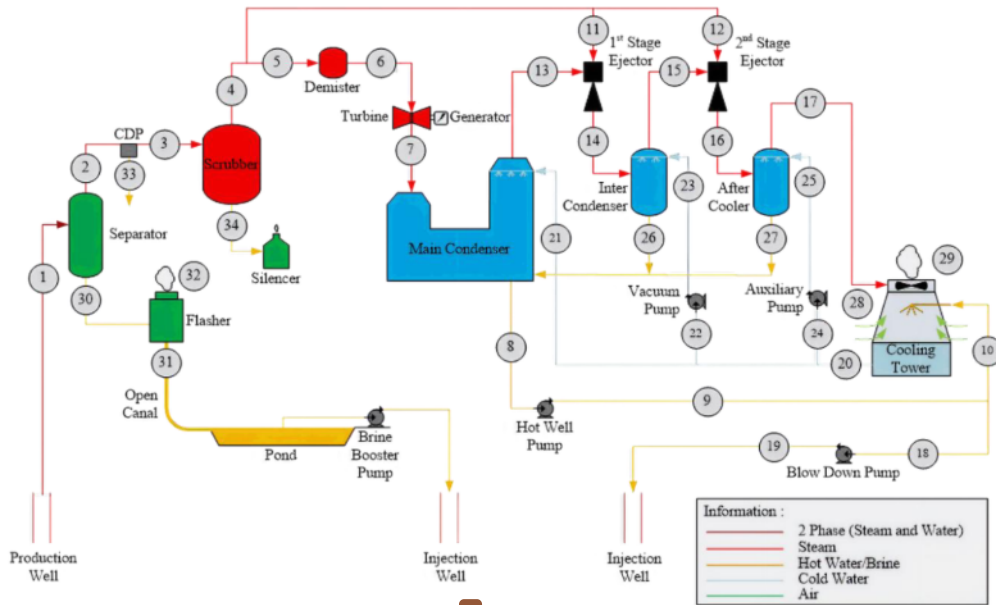 11
12
1st Stage
Ejector
2nd Stage
Ejector
5
6
13
15
Demister
17
4
Turbine
Generator
CDP
2
3
7
14
16
33
Scrubber
Inter
Condenser
23
After
Cooler
25
34
Separator
Main Condenser
21
26
27
1
Silencer
30
32
29
Vacuum
Pump
Auxiliary
Pump
28
Flasher
22
24
8
20
Cooling
Tower
10
31
Open
Canal
9
Hot Well
Pump
Pond
Brine
Booster
Pump
19
18
Blow Down Pump
Production
Well
Injection
Well
Injection
Well
Information :
2 Phase (Steam and Water)
Steam
Hot Water/Brine
Cold Water
Air